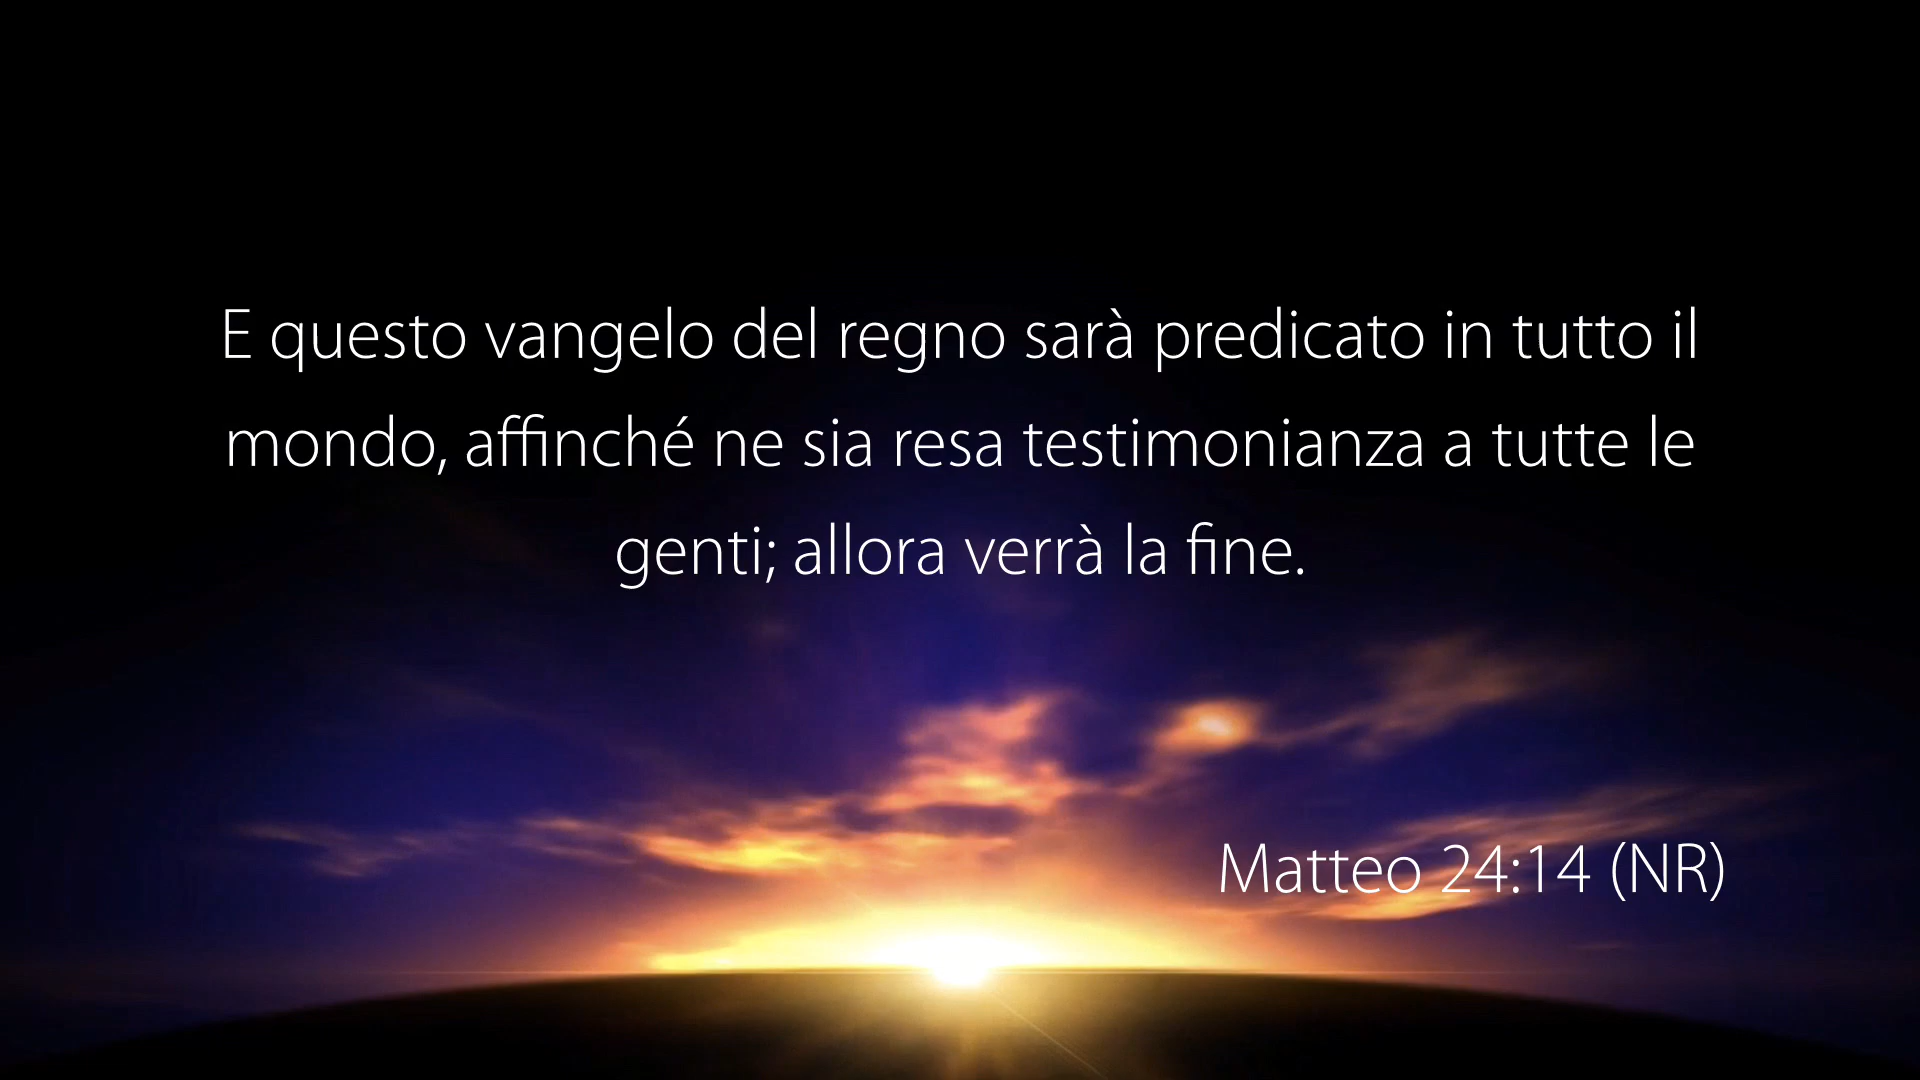 E questo vangelo del regno sarà predicato in tutto il
mondo, affinché ne sia resa testimonianza a tutte le
genti; allora verrà la fine.
Matteo 24:14 (NR)